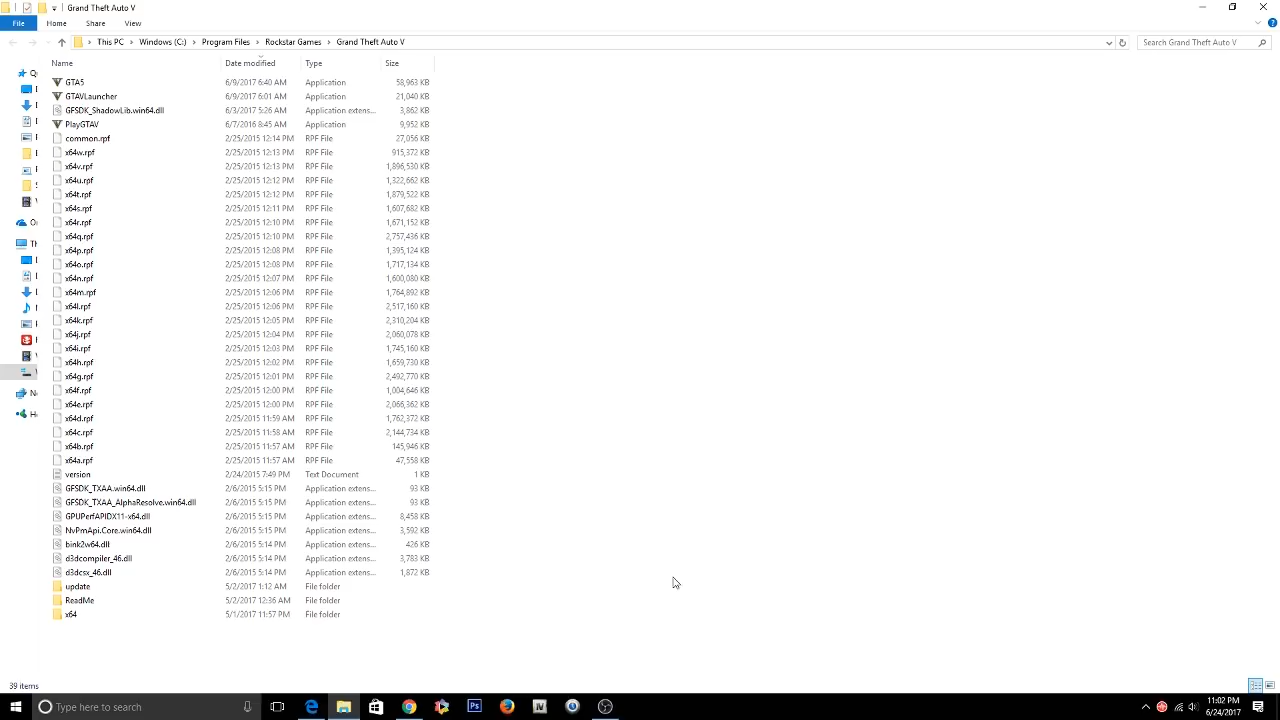 Grand Theft Auto V
File Home Share View
This PC Windows (C:) Program Files Rockstar Games Grand Theft Auto V Search Grand Theft Auto V
Name Date modified Type Size
GTA5 6/9/2017 6:40 AM Application 58,963 KB
GTAVLauncher 6/9/2017 6:01 AM Application 21,040 KB
GFSDK_ShadowLib.win64.dll 6/3/2017 5:26 AM Application extens... 3,862 KB
PlayGTAV 6/7/2016 8:45 AM Application 9,952 KB
common.rpf 2/25/2015 12:14 PM RPF File 27,056 KB
x64w.rpf 2/25/2015 12:13 PM RPF File 915,372 KB
x64v.rpf 2/25/2015 12:13 PM RPF File 1,896,530 KB
x64u.rpf 2/25/2015 12:12 PM RPF File 1,322,662 KB
x64t.rpf 2/25/2015 12:12 PM RPF File 1,879,522 KB
x64s.rpf 2/25/2015 12:11 PM RPF File 1,607,682 KB
x64r.rpf 2/25/2015 12:10 PM RPF File 1,671,152 KB
x64q.rpf 2/25/2015 12:10 PM RPF File 2,757,436 KB
x64p.rpf 2/25/2015 12:08 PM RPF File 1,395,124 KB
x64o.rpf 2/25/2015 12:08 PM RPF File 1,717,134 KB
x64n.rpf 2/25/2015 12:07 PM RPF File 1,600,080 KB
x64m.rpf 2/25/2015 12:06 PM RPF File 1,764,892 KB
x64l.rpf 2/25/2015 12:06 PM RPF File 2,517,160 KB
x64k.rpf 2/25/2015 12:05 PM RPF File 2,310,204 KB
x64j.rpf 2/25/2015 12:04 PM RPF File 2,060,078 KB
x64i.rpf 2/25/2015 12:03 PM RPF File 1,745,160 KB
x64h.rpf 2/25/2015 12:02 PM RPF File 1,659,730 KB
x64g.rpf 2/25/2015 12:01 PM RPF File 2,492,770 KB
x64f.rpf 2/25/2015 12:00 PM RPF File 1,004,646 KB
x64e.rpf 2/25/2015 12:00 PM RPF File 2,066,362 KB
x64d.rpf 2/25/2015 11:59 AM RPF File 1,762,372 KB
x64c.rpf 2/25/2015 11:58 AM RPF File 2,144,734 KB
x64b.rpf 2/25/2015 11:57 AM RPF File 145,946 KB
x64a.rpf 2/25/2015 11:57 AM RPF File 47,558 KB
version 2/24/2015 7:49 PM Text Document 1 KB
GFSDK_TXAA.win64.dll 2/6/2015 5:15 PM Application extens... 93 KB
GFSDK_TXAA_AlphaResolve.win64.dll 2/6/2015 5:15 PM Application extens... 93 KB
GPUPerfAPIDX11-x64.dll 2/6/2015 5:15 PM Application extens... 8,458 KB
NvPmApi.Core.win64.dll 2/6/2015 5:15 PM Application extens... 3,592 KB
bink2w64.dll 2/6/2015 5:14 PM Application extens... 426 KB
d3dcompiler_46.dll 2/6/2015 5:14 PM Application extens... 3,783 KB
d3dcsx_46.dll 2/6/2015 5:14 PM Application extens... 1,872 KB
update 5/2/2017 1:12 AM File folder
ReadMe 5/2/2017 12:36 AM File folder
x64 5/1/2017 11:57 PM File folder
39 items
Type here to search
Ps
11:02 PM
6/24/2017